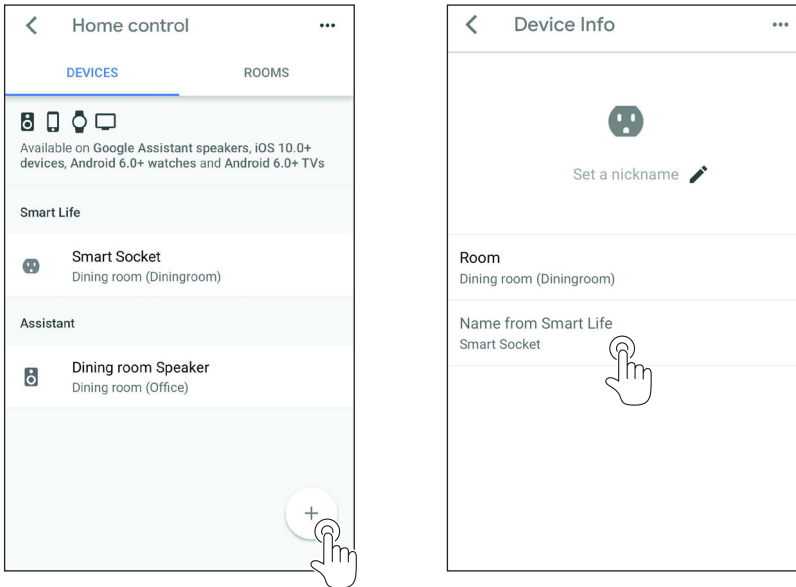 Home control
DEVICES
ROOMS
Available on Google Assistant speakers, iOS 10.0+
devices, Android 6.0+ watches and Android 6.0+ TVs
Smart Life
Smart Socket
Dining room (Diningroom)
Assistant
Dining room Speaker
Dining room (Office)
Device Info
Set a nickname
Room
Dining room (Diningroom)
Name from Smart Life
Smart Socket